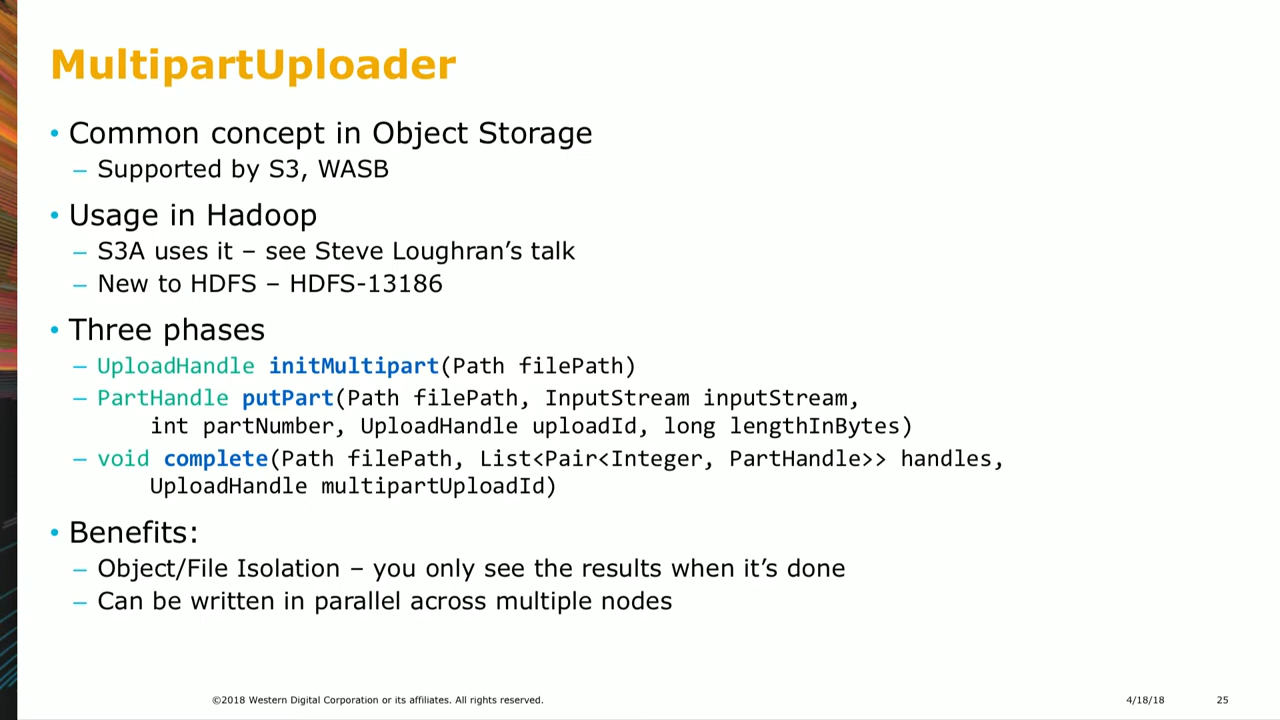 MultipartUploader
• Common concept in Object Storage
– Supported by S3, WASB
• Usage in Hadoop
– S3A uses it – see Steve Loughran’s talk
– New to HDFS – HDFS-13186
• Three phases
– UploadHandle initMultipart(Path filePath)
– PartHandle putPart(Path filePath, InputStream inputStream,
int partNumber, UploadHandle uploadId, long lengthInBytes)
– void complete(Path filePath, List<Pair<Integer, PartHandle>> handles,
UploadHandle multipartUploadId)
• Benefits:
– Object/File Isolation – you only see the results when it’s done
– Can be written in parallel across multiple nodes
©2018 Western Digital Corporation or its affiliates. All rights reserved. 4/18/18 25